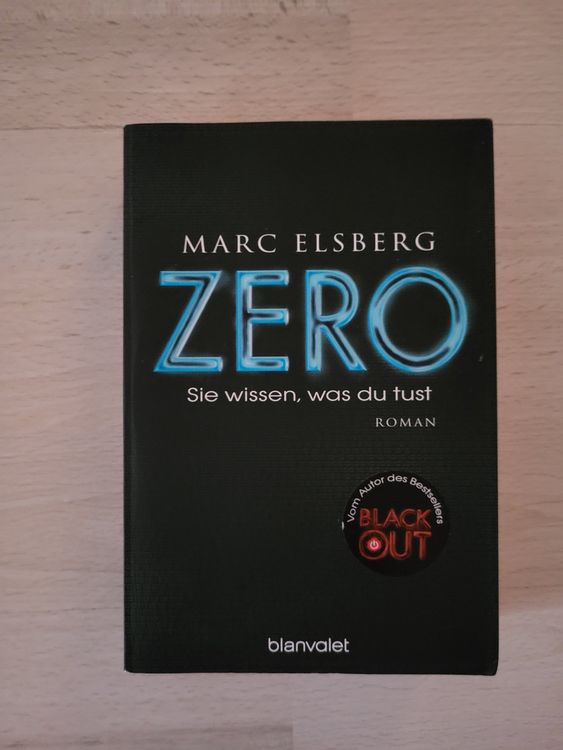 MARC ELSBERG
ZERO
Sie wissen, was du tust
ROMAN
Vom Autor des Bestsellers
BLACK
OUT
blanvalet